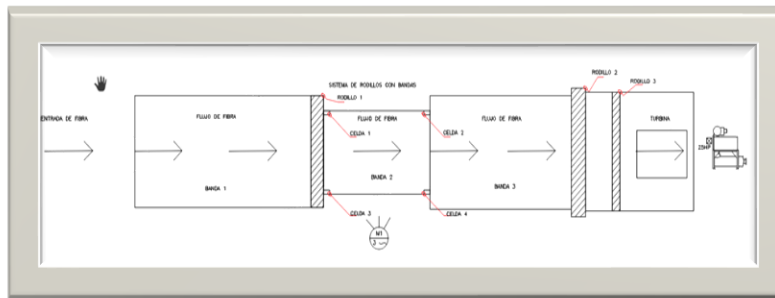 SISTEMA DE RODILLOS CON BANDAS
RODILLO 1
RODILLO 2
RODILLO 3
ENTRADA DE FIBRA
FLUJO DE FIBRA
FLUJO DE FIBRA
FLUJO DE FIBRA
TURBINA
CELDA 1
CELDA 2
25HP
BANDA 1
BANDA 2
BANDA 3
CELDA 3
CELDA 4
M1
3 ~